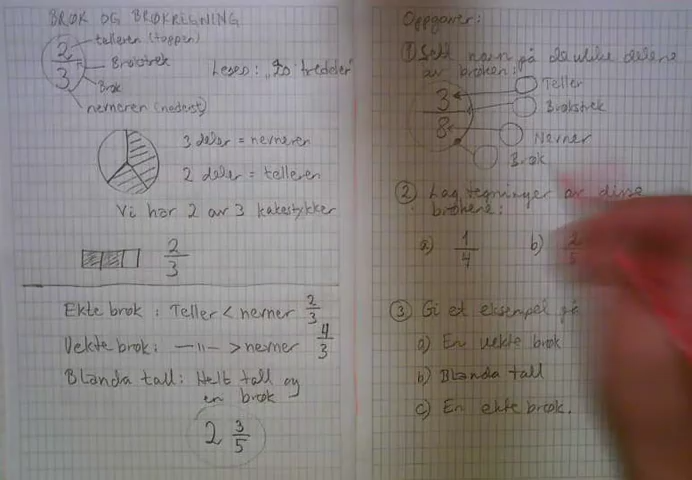 BRØK OG BRØKREGNING
2
3
telleren (toppen)
Brøkstrek
Brøk
nevneren (nederst)
Leses: „To tredeler"
3 deler = nevneren
2 deler = telleren
Vi har 2 av 3 kakestykker
2
3
Ekte brøk: Teller < nevner 2/3
Uekte brøk: —„— > nevner 4/3
Blanda tall: Helt tall og
en brøk
2 3/5
Oppgaver:
① Sett navn på de ulike delene
av brøken:
3
8
Teller
Brøkstrek
Nevner
Brøk
② Lag tegninger av disse
brøkene:
a) 1/4 b) 2/5
③ Gi et eksempel på
a) En uekte brøk
b) Blanda tall
c) En ekte brøk.